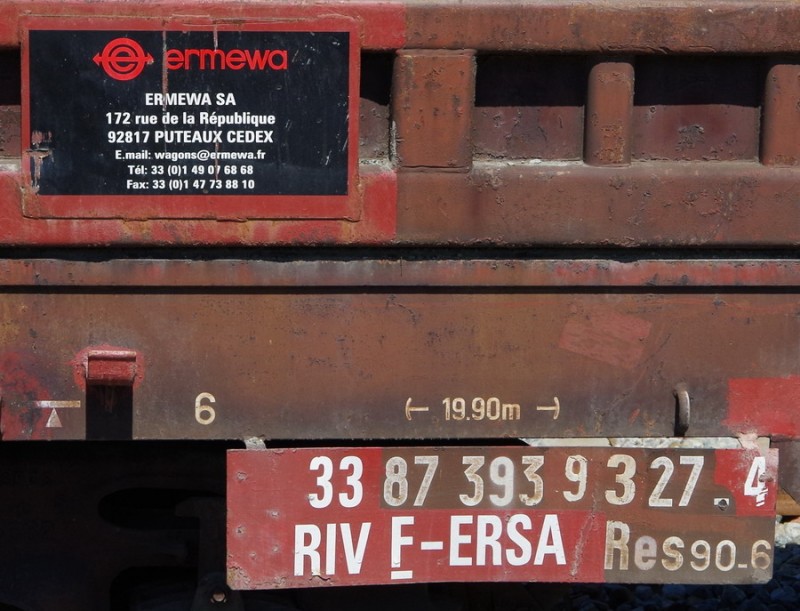 ermewa
ERMEWA SA
172 rue de la République
92817 PUTEAUX CEDEX
E.mail: wagons@ermewa.fr
Tél: 33 (0)1 49 07 68 68
Fax: 33 (0)1 47 73 88 10
6 19.90m
33 87 393 9 327.4
RIV F-ERSA Res 90-6